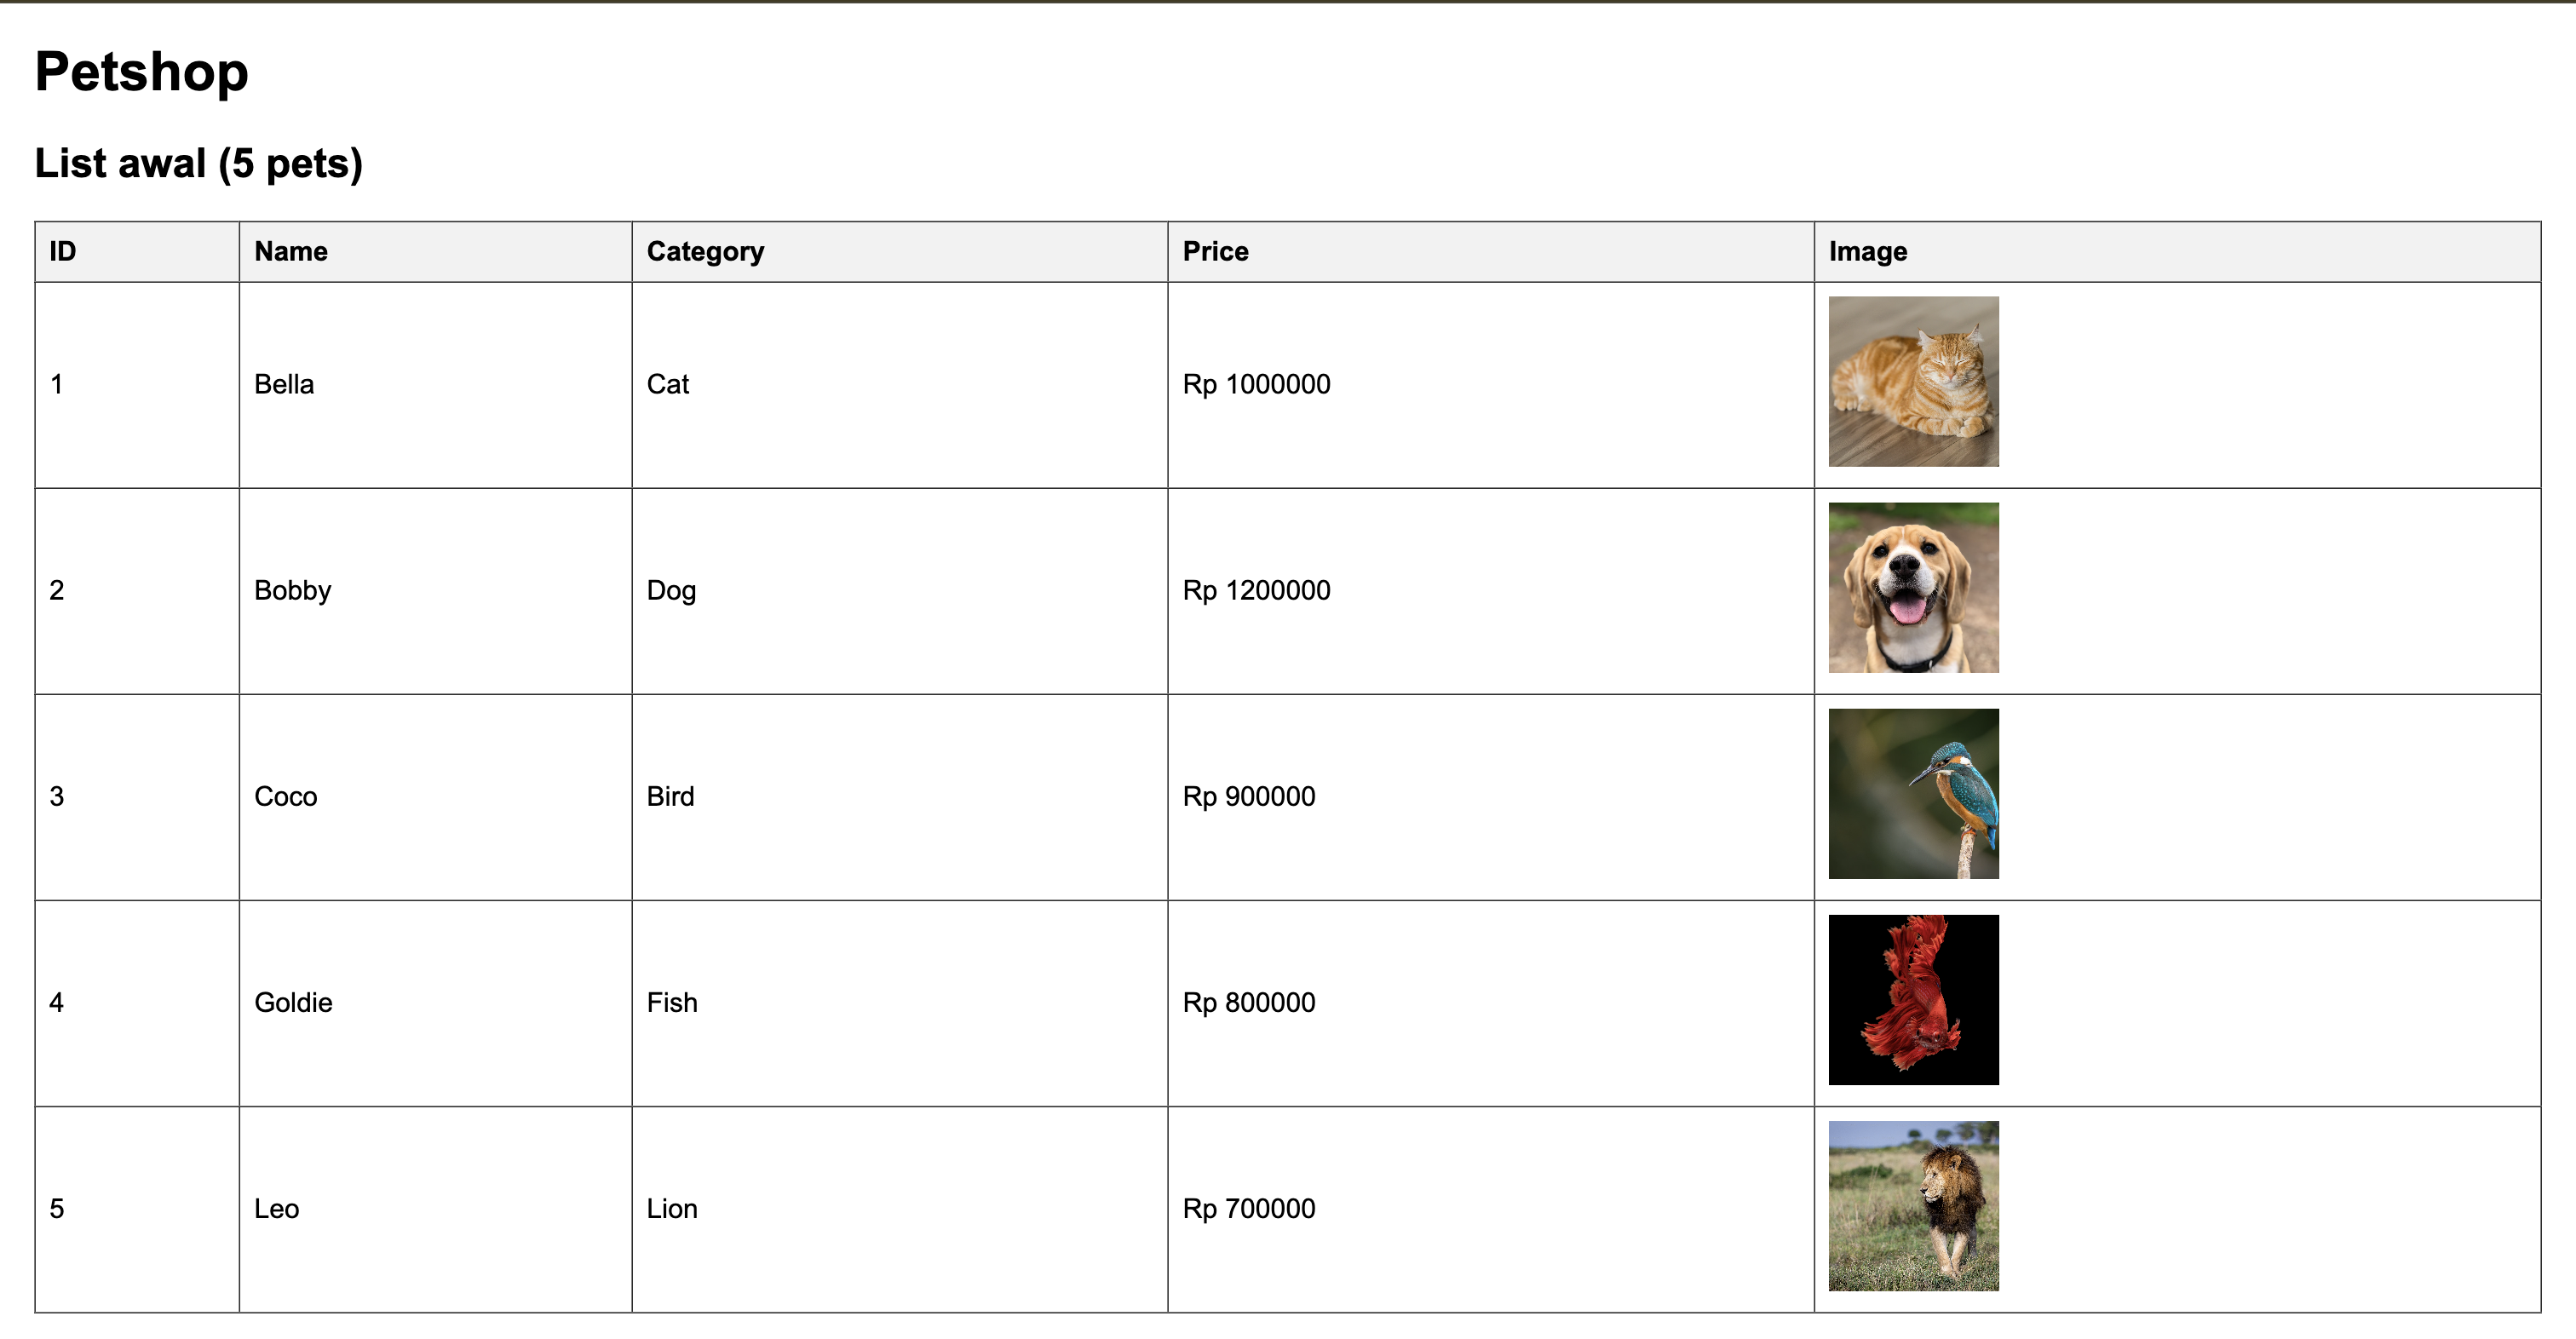 Petshop
List awal (5 pets)
ID Name Category Price Image
1 Bella Cat Rp 1000000
2 Bobby Dog Rp 1200000
3 Coco Bird Rp 900000
4 Goldie Fish Rp 800000
5 Leo Lion Rp 700000